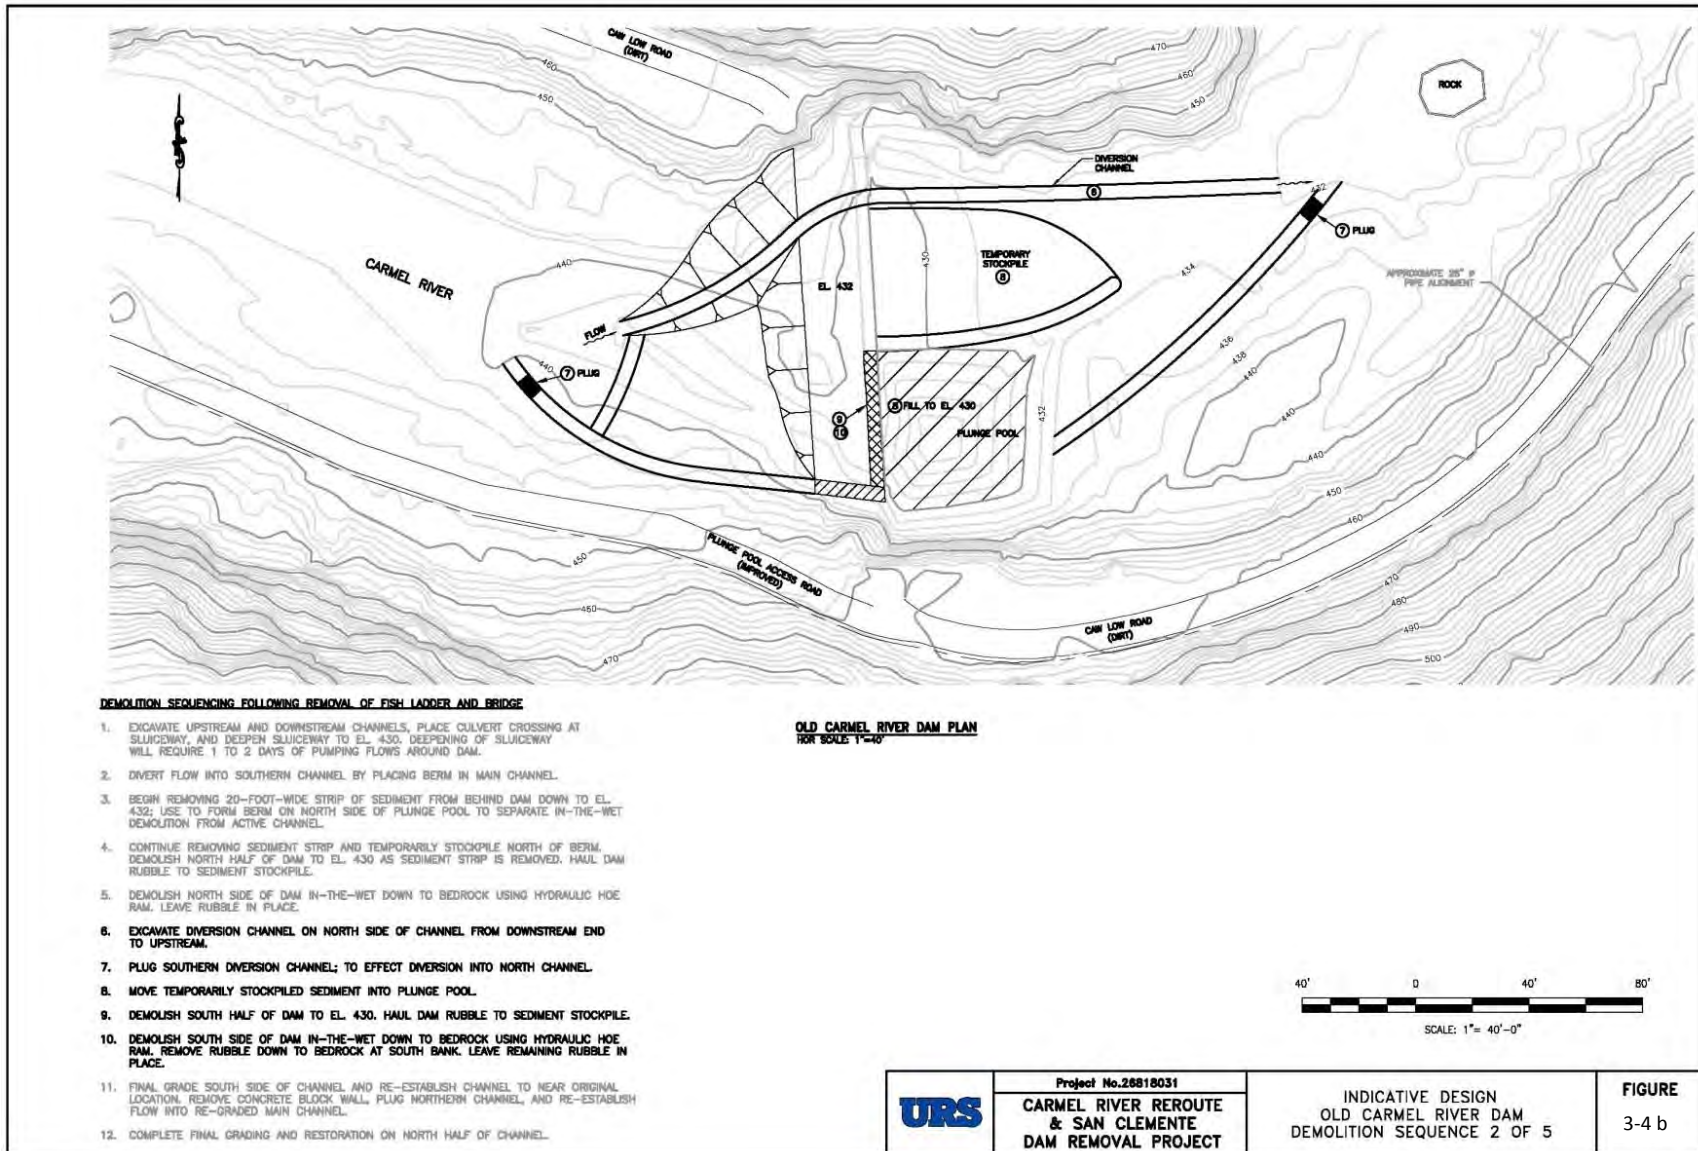 CAW LOW ROAD
(DIRT)
460
450
470
460
450
ROCK
DIVERSION
CHANNEL
6
432
7 PLUG
CARMEL RIVER
440
EL. 432
430
TEMPORARY
STOCKPILE
8
434
APPROXIMATE 28" Ø
PIPE ALIGNMENT
FLOW
440
7 PLUG
436
438
440
9
10
8 FILL TO EL. 430
PLUNGE POOL
432
440
440
450
460
450
PLUNGE POOL ACCESS ROAD
(IMPROVED)
460
470
CAW LOW ROAD
(DIRT)
470
480
490
500
DEMOLITION SEQUENCING FOLLOWING REMOVAL OF FISH LADDER AND BRIDGE
1. EXCAVATE UPSTREAM AND DOWNSTREAM CHANNELS, PLACE CULVERT CROSSING AT
SLUICEWAY, AND DEEPEN SLUICEWAY TO EL. 430. DEEPENING OF SLUICEWAY
WILL REQUIRE 1 TO 2 DAYS OF PUMPING FLOWS AROUND DAM.
2. DIVERT FLOW INTO SOUTHERN CHANNEL BY PLACING BERM IN MAIN CHANNEL.
3. BEGIN REMOVING 20-FOOT-WIDE STRIP OF SEDIMENT FROM BEHIND DAM DOWN TO EL.
432; USE TO FORM BERM ON NORTH SIDE OF PLUNGE POOL TO SEPARATE IN-THE-WET
DEMOLITION FROM ACTIVE CHANNEL.
4. CONTINUE REMOVING SEDIMENT STRIP AND TEMPORARILY STOCKPILE NORTH OF BERM.
DEMOLISH NORTH HALF OF DAM TO EL. 430 AS SEDIMENT STRIP IS REMOVED. HAUL DAM
RUBBLE TO SEDIMENT STOCKPILE.
5. DEMOLISH NORTH SIDE OF DAM IN-THE-WET DOWN TO BEDROCK USING HYDRAULIC HOE
RAM. LEAVE RUBBLE IN PLACE.
6. EXCAVATE DIVERSION CHANNEL ON NORTH SIDE OF CHANNEL FROM DOWNSTREAM END
TO UPSTREAM.
7. PLUG SOUTHERN DIVERSION CHANNEL; TO EFFECT DIVERSION INTO NORTH CHANNEL.
8. MOVE TEMPORARILY STOCKPILED SEDIMENT INTO PLUNGE POOL.
9. DEMOLISH SOUTH HALF OF DAM TO EL. 430. HAUL DAM RUBBLE TO SEDIMENT STOCKPILE.
10. DEMOLISH SOUTH SIDE OF DAM IN-THE-WET DOWN TO BEDROCK USING HYDRAULIC HOE
RAM. REMOVE RUBBLE DOWN TO BEDROCK AT SOUTH BANK. LEAVE REMAINING RUBBLE IN
PLACE.
11. FINAL GRADE SOUTH SIDE OF CHANNEL AND RE-ESTABLISH CHANNEL TO NEAR ORIGINAL
LOCATION. REMOVE CONCRETE BLOCK WALL, PLUG NORTHERN CHANNEL, AND RE-ESTABLISH
FLOW INTO RE-GRADED MAIN CHANNEL.
12. COMPLETE FINAL GRADING AND RESTORATION ON NORTH HALF OF CHANNEL.
OLD CARMEL RIVER DAM PLAN
HOR SCALE: 1"=40'
40' 0 40' 80'
SCALE: 1"= 40'-0"
URS
Project No.26818031
CARMEL RIVER REROUTE
& SAN CLEMENTE
DAM REMOVAL PROJECT
INDICATIVE DESIGN
OLD CARMEL RIVER DAM
DEMOLITION SEQUENCE 2 OF 5
FIGURE
3-4 b